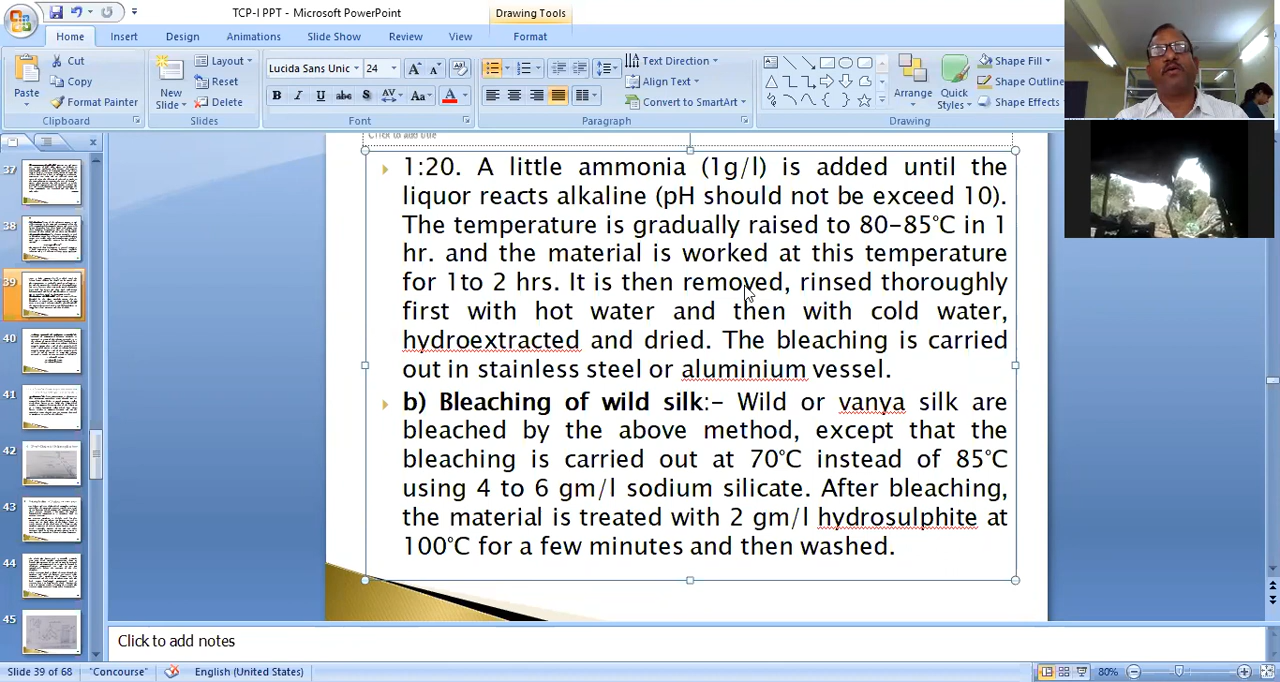 TCP-I PPT - Microsoft PowerPoint
Drawing Tools
Home Insert Design Animations Slide Show Review View Format
Paste
Cut
Copy
Format Painter
Clipboard
New Slide
Layout
Reset
Delete
Slides
Lucida Sans Unic 24
B I U abc S AV Aa A
Font
Text Direction
Align Text
Convert to SmartArt
Paragraph
Arrange
Quick Styles
Shape Fill
Shape Outline
Shape Effects
Drawing
37
38
39
40
41
42
43
44
45
Click to add title
1:20. A little ammonia (1g/l) is added until the
liquor reacts alkaline (pH should not be exceed 10).
The temperature is gradually raised to 80-85°C in 1
hr. and the material is worked at this temperature
for 1to 2 hrs. It is then removed, rinsed thoroughly
first with hot water and then with cold water,
hydroextracted and dried. The bleaching is carried
out in stainless steel or aluminium vessel.
b) Bleaching of wild silk:- Wild or vanya silk are
bleached by the above method, except that the
bleaching is carried out at 70°C instead of 85°C
using 4 to 6 gm/l sodium silicate. After bleaching,
the material is treated with 2 gm/l hydrosulphite at
100°C for a few minutes and then washed.
Click to add notes
Slide 39 of 68 "Concourse" English (United States) 80%